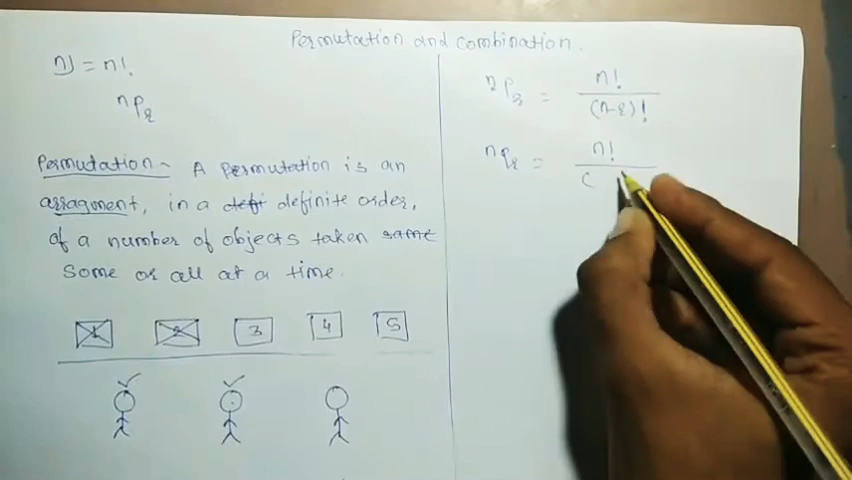 Permutation and Combination.
n! = n!.
nPr
Permutation :- A Permutation is an
arragment, in a defi definite order,
of a number of objects taken same
some or all at a time.
1 2 3 4 5
nPr = n!
(n-r)!
nPr = n!
(